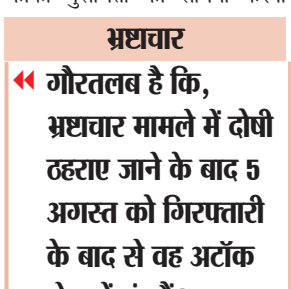 भ्रष्टाचार
गौरतलब है कि,
भ्रष्टाचार मामले में दोषी
ठहराए जाने के बाद 5
अगस्त को गिरफ्तारी
के बाद से वह अटॉक